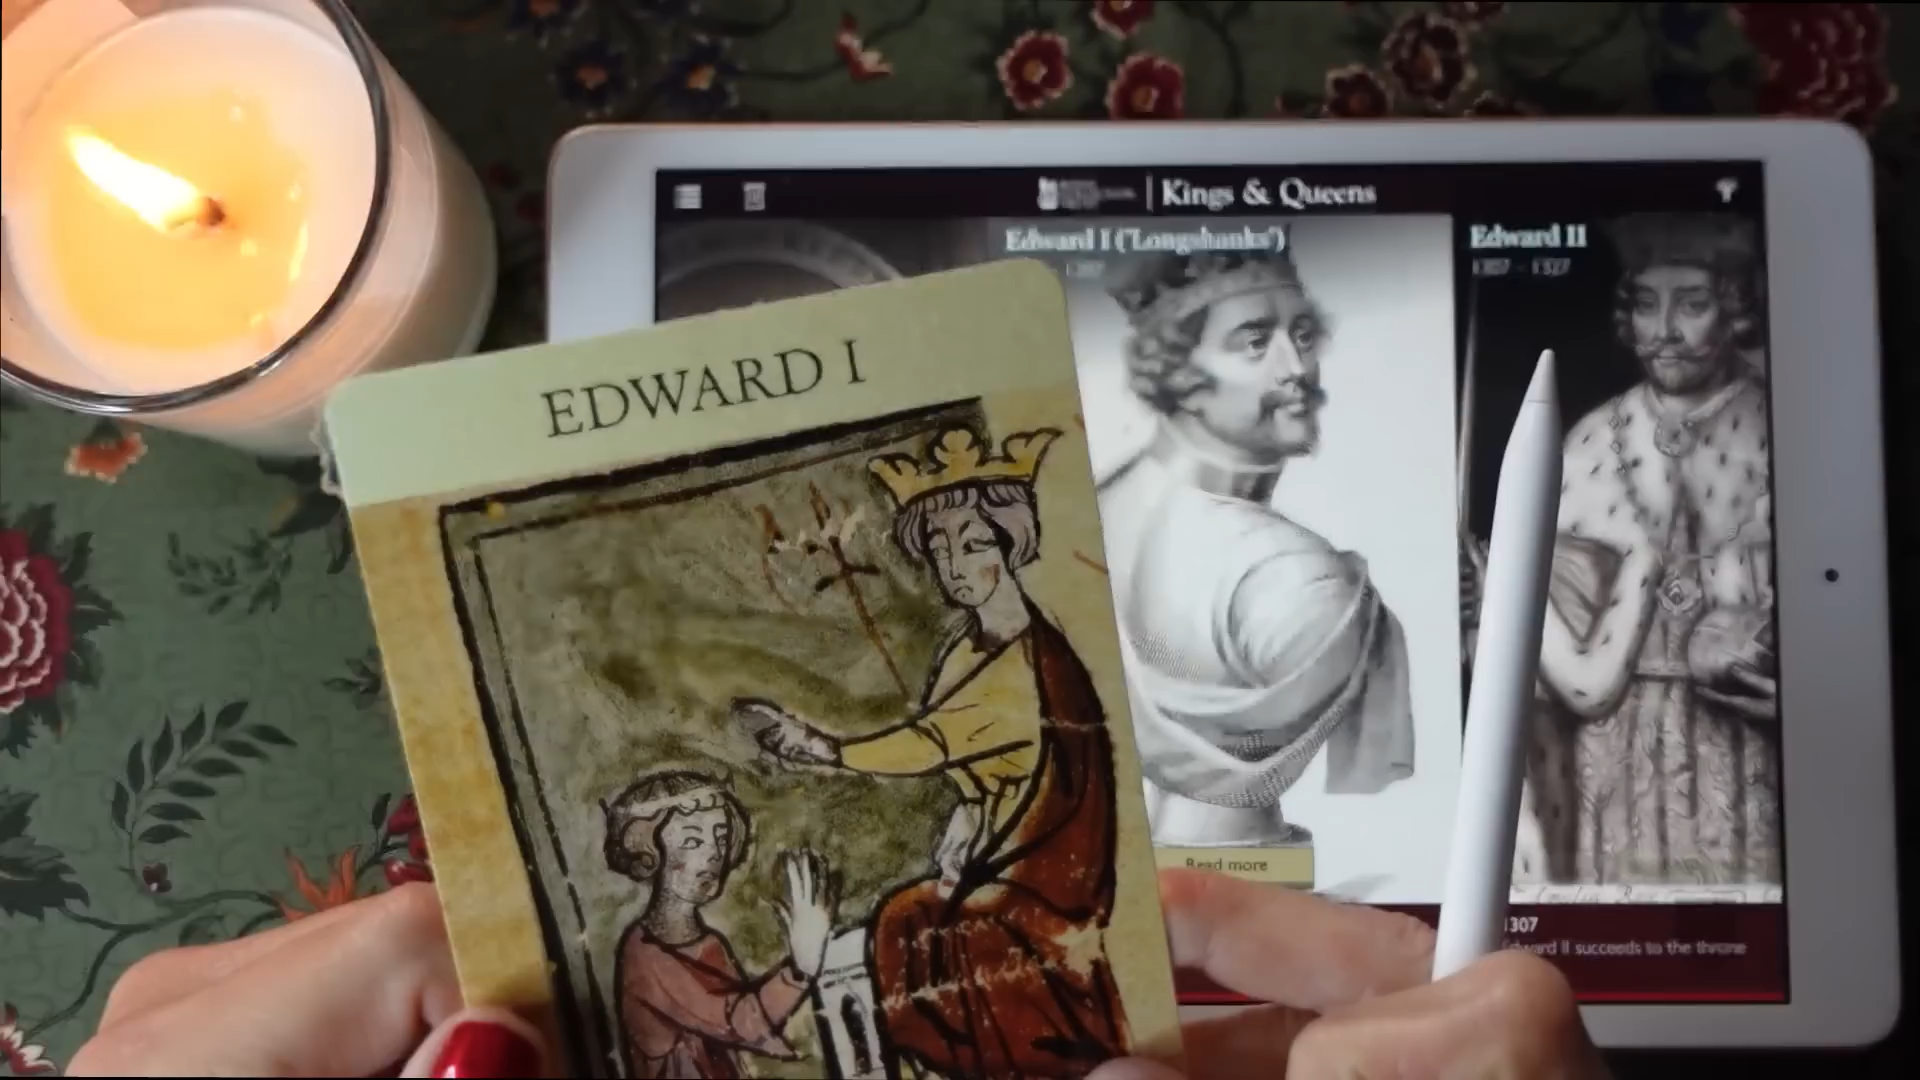 Kings & Queens
Edward I ('Longshanks')
Edward II
1307 - 1327
EDWARD I
Read more
1307
Edward II succeeds to the throne